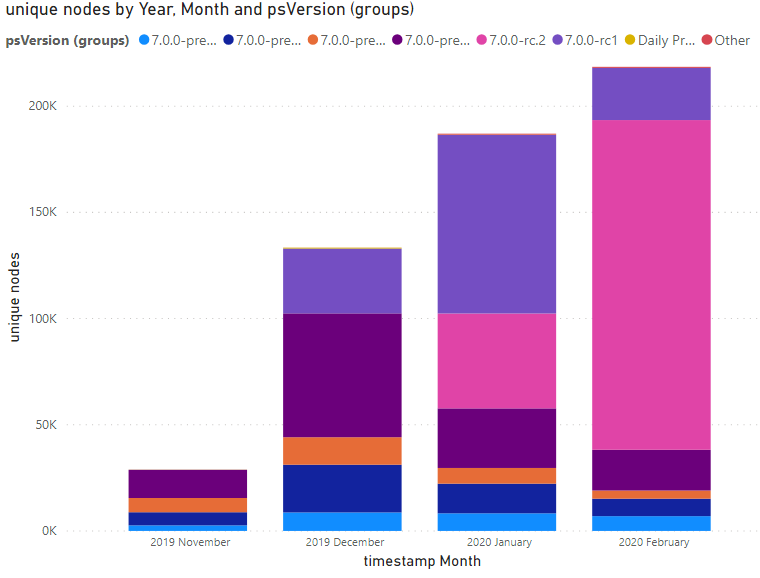 unique nodes by Year, Month and psVersion (groups)
psVersion (groups) 7.0.0-pre... 7.0.0-pre... 7.0.0-pre... 7.0.0-pre... 7.0.0-rc.2 7.0.0-rc1 Daily Pr... Other
200K
150K
100K
50K
0K
unique nodes
2019 November 2019 December 2020 January 2020 February
timestamp Month